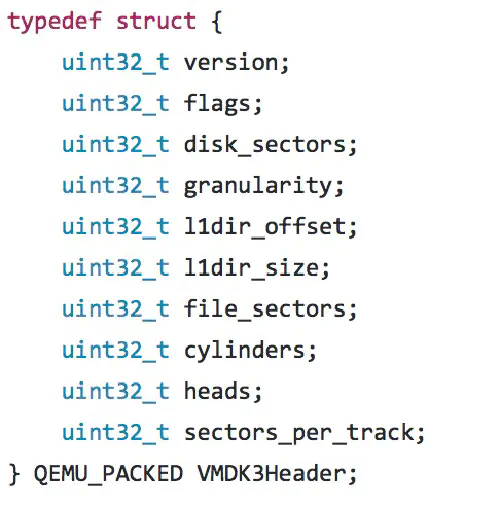 typedef struct {
    uint32_t version;
    uint32_t flags;
    uint32_t disk_sectors;
    uint32_t granularity;
    uint32_t l1dir_offset;
    uint32_t l1dir_size;
    uint32_t file_sectors;
    uint32_t cylinders;
    uint32_t heads;
    uint32_t sectors_per_track;
} QEMU_PACKED VMDK3Header;